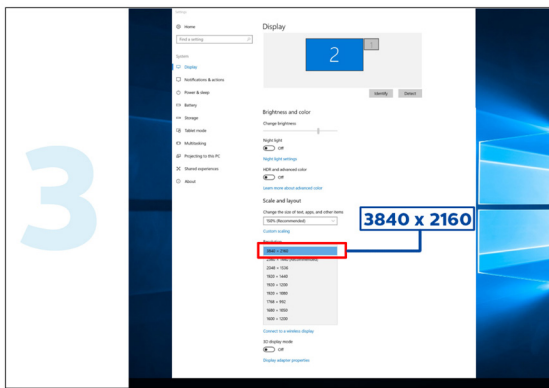 3
Settings
Home
Find a setting
System
Display
Notifications & actions
Power & sleep
Battery
Storage
Tablet mode
Multitasking
Projecting to this PC
Shared experiences
About
Display
2
1
Identify
Detect
Brightness and color
Change brightness
Night light
Off
Night light settings
HDR and advanced color
Off
Learn more about advanced color
Scale and layout
Change the size of text, apps, and other items
Custom scaling
3840 × 2160
3840 x 2160
2048 × 1536
1920 × 1440
1920 × 1200
1920 × 1080
1680 × 1050
1600 × 1200
Connect to a wireless display
3D display mode
Off
Display adapter properties